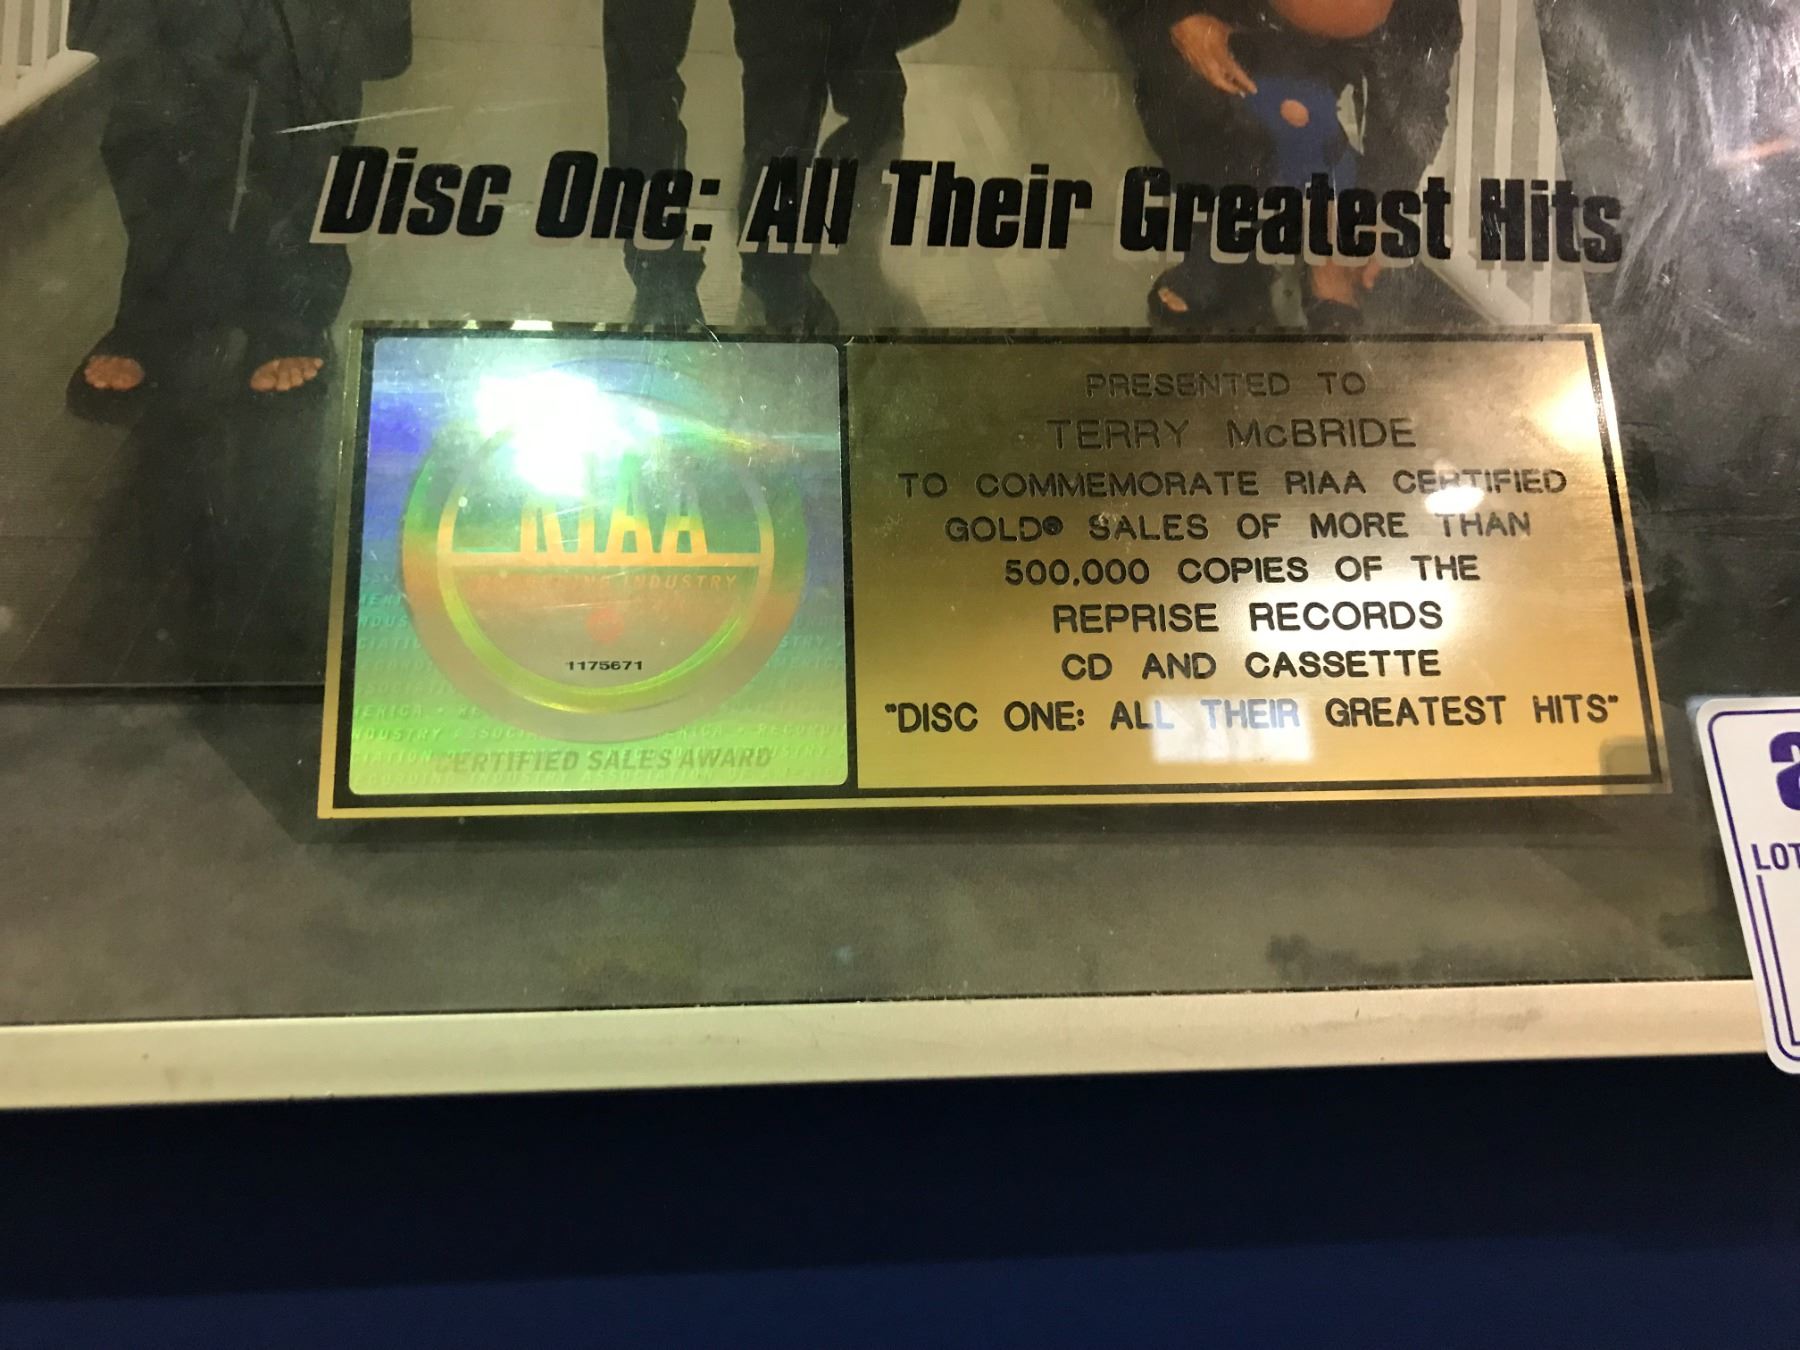 Disc One: All Their Greatest Hits
RIAA
INDUSTRY
1175671
CERTIFIED SALES AWARD
PRESENTED TO
TERRY McBRIDE
TO COMMEMORATE RIAA CERTIFIED
GOLD® SALES OF MORE THAN
500,000 COPIES OF THE
REPRISE RECORDS
CD AND CASSETTE
"DISC ONE: ALL THEIR GREATEST HITS"
LOT